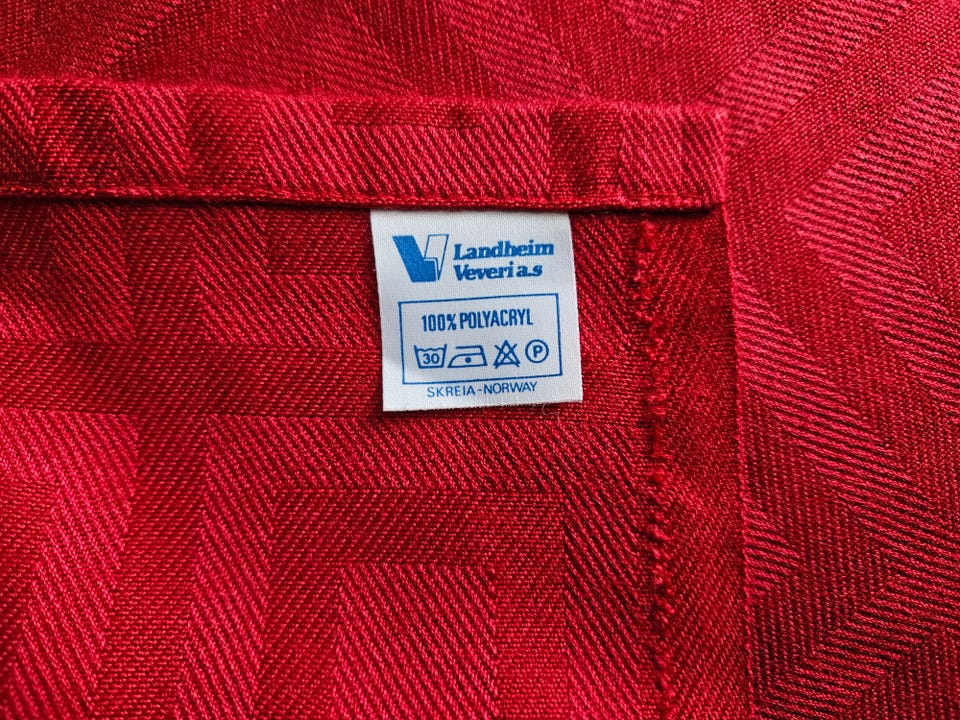 Landheim
Veveri a.s
100% POLYACRYL
30 P
SKREIA-NORWAY